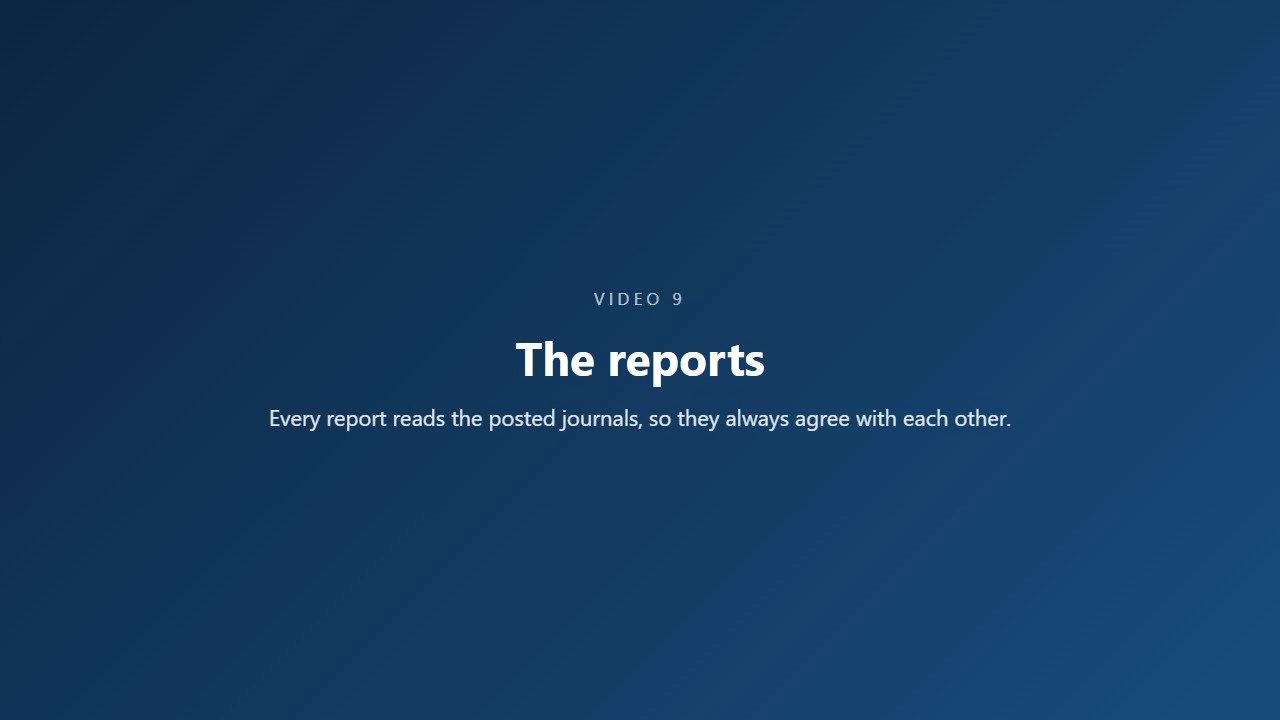 VIDEO 9
The reports
Every report reads the posted journals, so they always agree with each other.